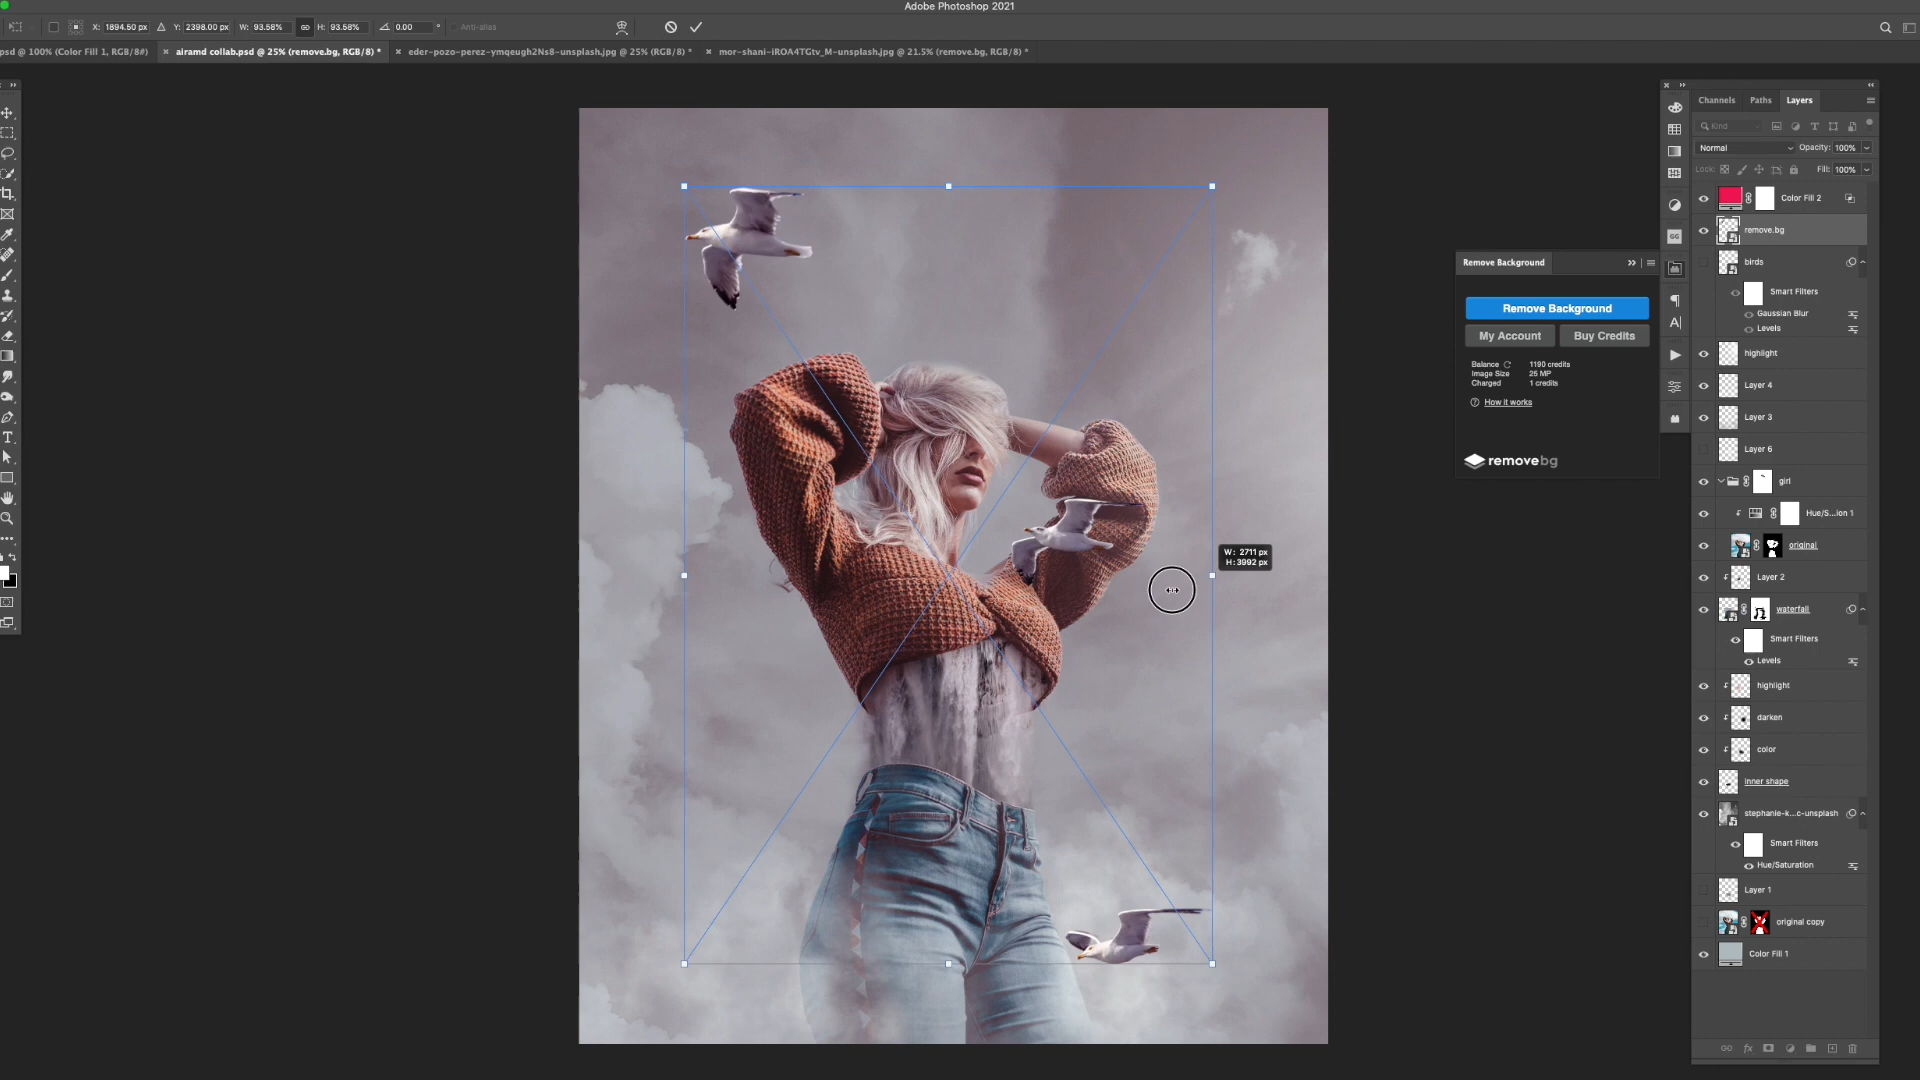 Adobe Photoshop 2021
X: 1894.50 px Y: 2398.00 px W: 93.58% H: 93.58% 0.00 ° Anti-alias
psd @ 100% (Color Fill 1, RGB/8#) × airamd collab.psd @ 25% (remove.bg, RGB/8) * × eder-pozo-perez-ymqeugh2Ns8-unsplash.jpg @ 25% (RGB/8) * × mor-shani-iROA4TGtv_M-unsplash.jpg @ 21.5% (remove.bg, RGB/8) *
W: 2711 px
H: 3992 px
Remove Background
Remove Background
My Account Buy Credits
Balance 1190 credits
Image Size 25 MP
Charged 1 credits
How it works
remove bg
Channels Paths Layers
Kind
Normal Opacity: 100%
Lock: Fill: 100%
Color Fill 2
remove.bg
birds
Smart Filters
Gaussian Blur
Levels
highlight
Layer 4
Layer 3
Layer 6
girl
Hue/S...ion 1
original
Layer 2
waterfall
Smart Filters
Levels
highlight
darken
color
inner shape
stephanie-k...c-unsplash
Smart Filters
Hue/Saturation
Layer 1
original copy
Color Fill 1